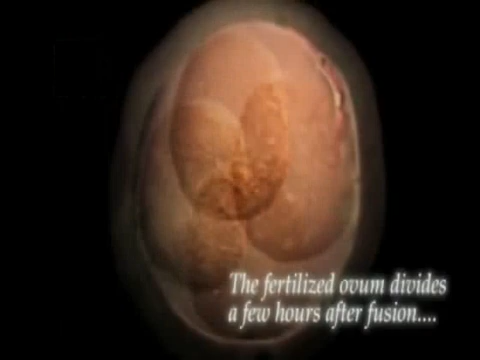 The fertilized ovum divides
a few hours after fusion....